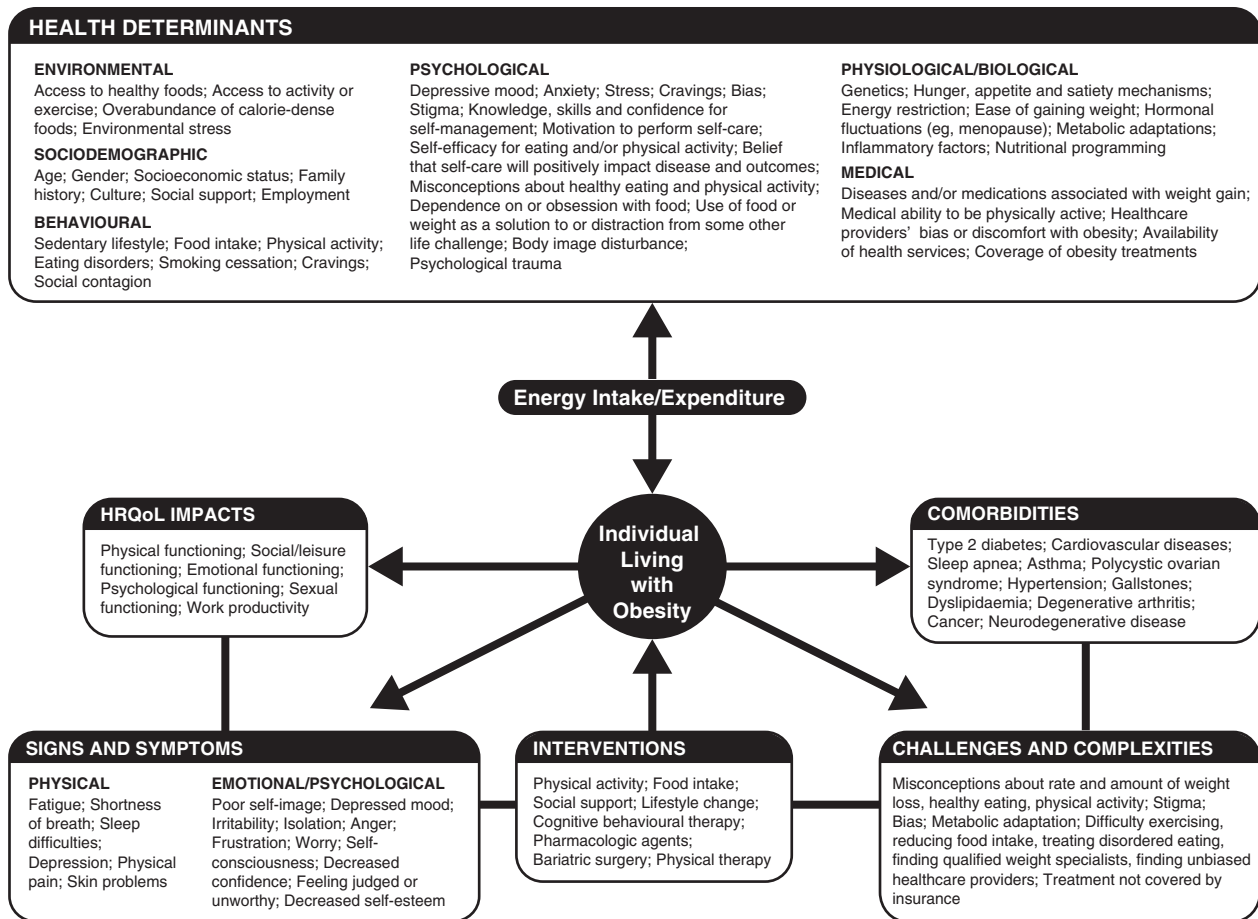 HEALTH DETERMINANTS
ENVIRONMENTAL
Access to healthy foods; Access to activity or
exercise; Overabundance of calorie-dense
foods; Environmental stress
SOCIODEMOGRAPHIC
Age; Gender; Socioeconomic status; Family
history; Culture; Social support; Employment
BEHAVIOURAL
Sedentary lifestyle; Food intake; Physical activity;
Eating disorders; Smoking cessation; Cravings;
Social contagion
PSYCHOLOGICAL
Depressive mood; Anxiety; Stress; Cravings; Bias;
Stigma; Knowledge, skills and confidence for
self-management; Motivation to perform self-care;
Self-efficacy for eating and/or physical activity; Belief
that self-care will positively impact disease and outcomes;
Misconceptions about healthy eating and physical activity;
Dependence on or obsession with food; Use of food or
weight as a solution to or distraction from some other
life challenge; Body image disturbance;
Psychological trauma
PHYSIOLOGICAL/BIOLOGICAL
Genetics; Hunger, appetite and satiety mechanisms;
Energy restriction; Ease of gaining weight; Hormonal
fluctuations (eg, menopause); Metabolic adaptations;
Inflammatory factors; Nutritional programming
MEDICAL
Diseases and/or medications associated with weight gain;
Medical ability to be physically active; Healthcare
providers' bias or discomfort with obesity; Availability
of health services; Coverage of obesity treatments
Energy Intake/Expenditure
HRQoL IMPACTS
Physical functioning; Social/leisure
functioning; Emotional functioning;
Psychological functioning; Sexual
functioning; Work productivity
Individual
Living
with
Obesity
COMORBIDITIES
Type 2 diabetes; Cardiovascular diseases;
Sleep apnea; Asthma; Polycystic ovarian
syndrome; Hypertension; Gallstones;
Dyslipidaemia; Degenerative arthritis;
Cancer; Neurodegenerative disease
SIGNS AND SYMPTOMS
PHYSICAL
Fatigue; Shortness
of breath; Sleep
difficulties;
Depression; Physical
pain; Skin problems
EMOTIONAL/PSYCHOLOGICAL
Poor self-image; Depressed mood;
Irritability; Isolation; Anger;
Frustration; Worry; Self-
consciousness; Decreased
confidence; Feeling judged or
unworthy; Decreased self-esteem
INTERVENTIONS
Physical activity; Food intake;
Social support; Lifestyle change;
Cognitive behavioural therapy;
Pharmacologic agents;
Bariatric surgery; Physical therapy
CHALLENGES AND COMPLEXITIES
Misconceptions about rate and amount of weight
loss, healthy eating, physical activity; Stigma;
Bias; Metabolic adaptation; Difficulty exercising,
reducing food intake, treating disordered eating,
finding qualified weight specialists, finding unbiased
healthcare providers; Treatment not covered by
insurance